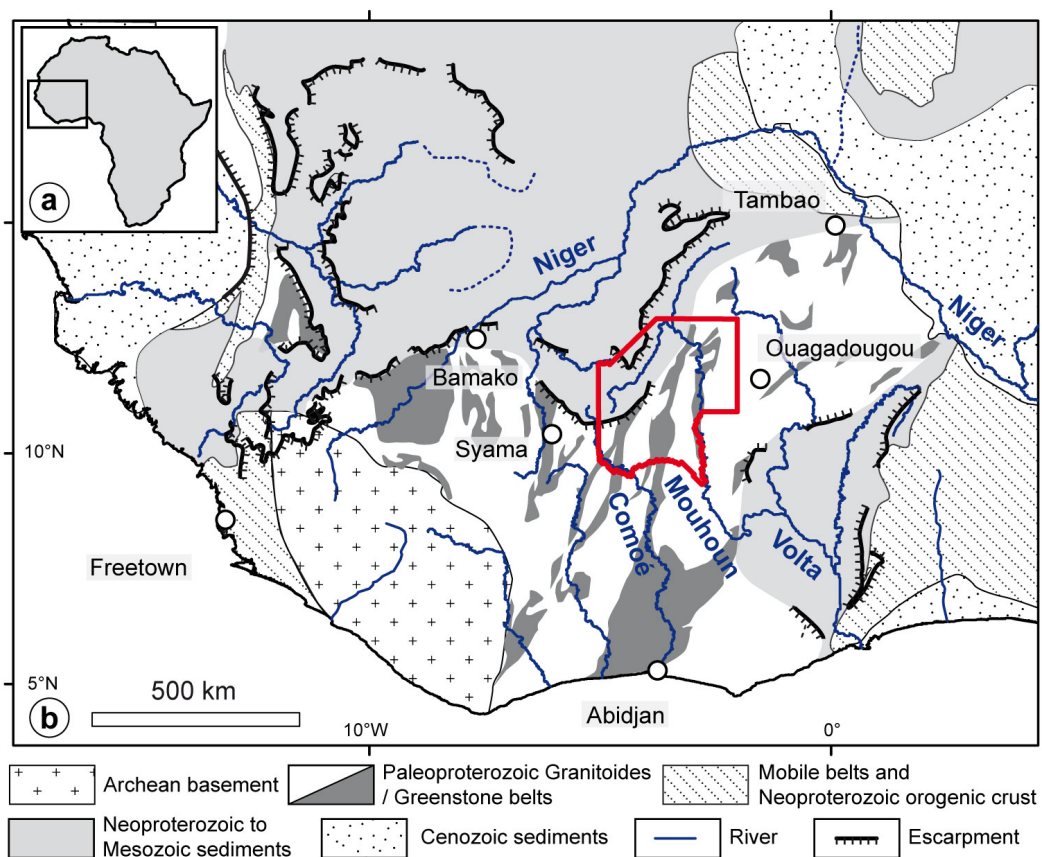 a
Tambao
Niger
Niger
Ouagadougou
Bamako
Syama
10°N
Comoé
Mouhoun
Volta
Freetown
5°N
500 km
b
10°W
Abidjan
0°
Archean basement
Paleoproterozoic Granitoides
/ Greenstone belts
Mobile belts and
Neoproterozoic orogenic crust
Neoproterozoic to
Mesozoic sediments
Cenozoic sediments
River
Escarpment